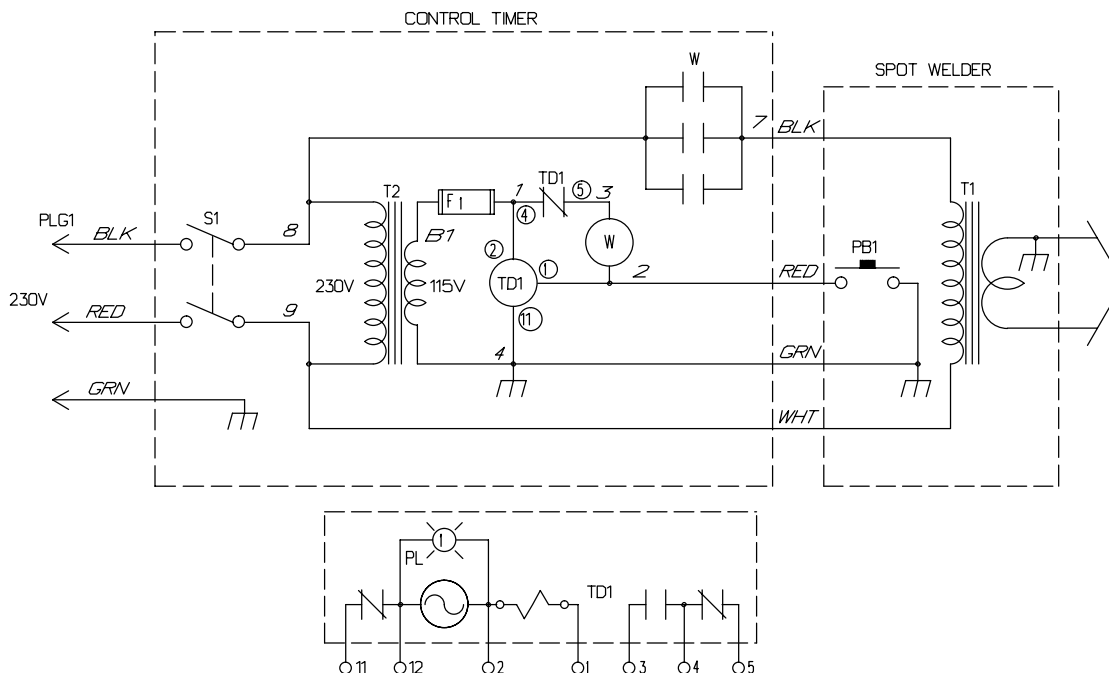 CONTROL TIMER
W
SPOT WELDER
7 BLK
T2
F1
1
TD1
5
3
T1
PLG1
BLK
S1
8
4
B1
2
W
PB1
230V
115V
TD1
1
2
RED
230V
RED
9
11
4
GRN
GRN
WHT
PL
TD1
11
12
2
1
3
4
5